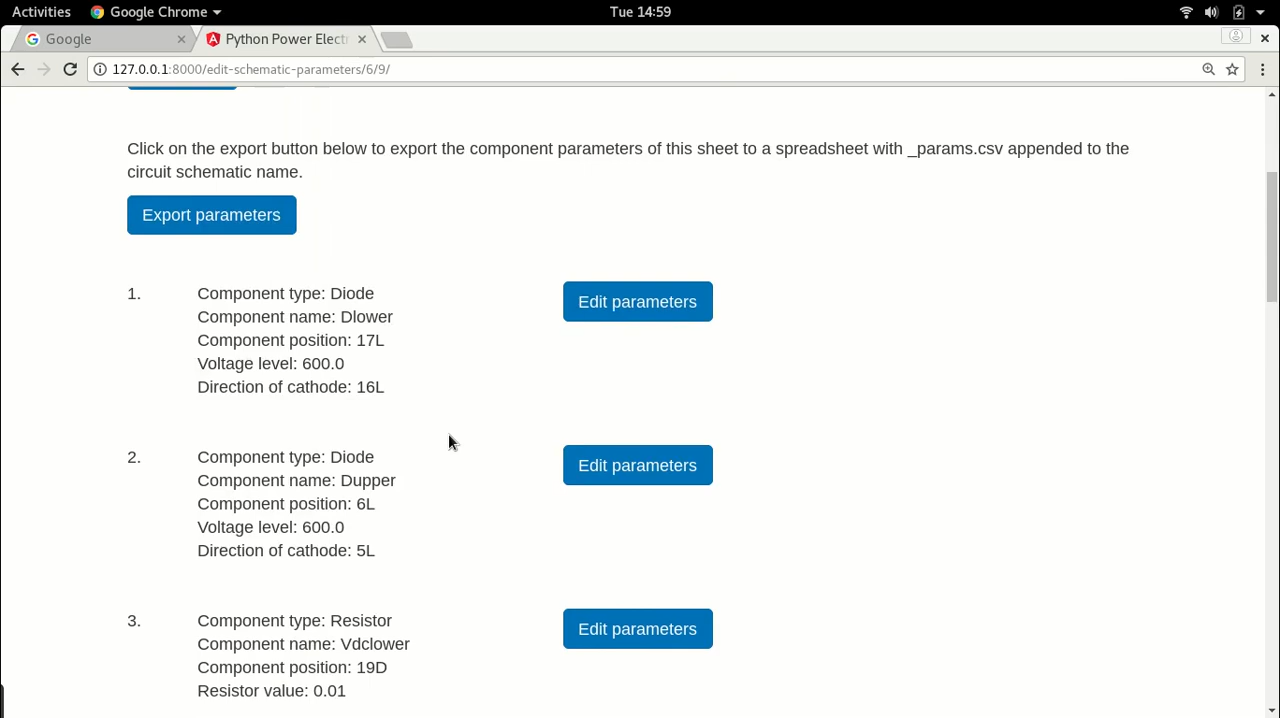 Activities
Google Chrome
Tue 14:59
Google
Python Power Elect
127.0.0.1:8000/edit-schematic-parameters/6/9/
Click on the export button below to export the component parameters of this sheet to a spreadsheet with _params.csv appended to the
circuit schematic name.
Export parameters
1.
Component type: Diode
Edit parameters
Component name: Dlower
Component position: 17L
Voltage level: 600.0
Direction of cathode: 16L
2.
Component type: Diode
Edit parameters
Component name: Dupper
Component position: 6L
Voltage level: 600.0
Direction of cathode: 5L
3.
Component type: Resistor
Edit parameters
Component name: Vdclower
Component position: 19D
Resistor value: 0.01